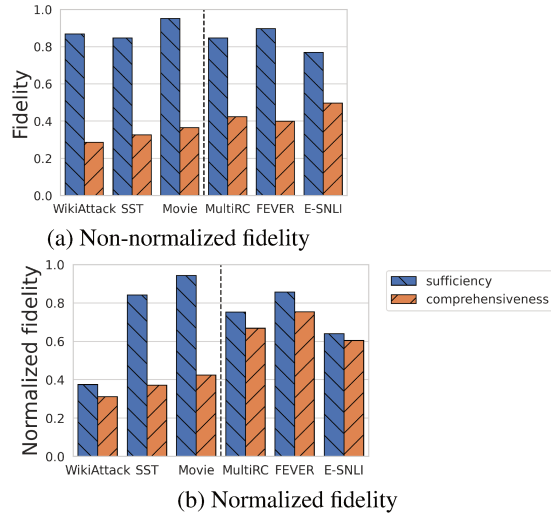 1.0
0.8
0.6
0.4
0.2
0.0
Fidelity
WikiAttack SST Movie MultiRC FEVER E-SNLI
(a) Non-normalized fidelity
1.0
0.8
0.6
0.4
0.2
0.0
Normalized fidelity
WikiAttack SST Movie MultiRC FEVER E-SNLI
sufficiency
comprehensiveness
(b) Normalized fidelity